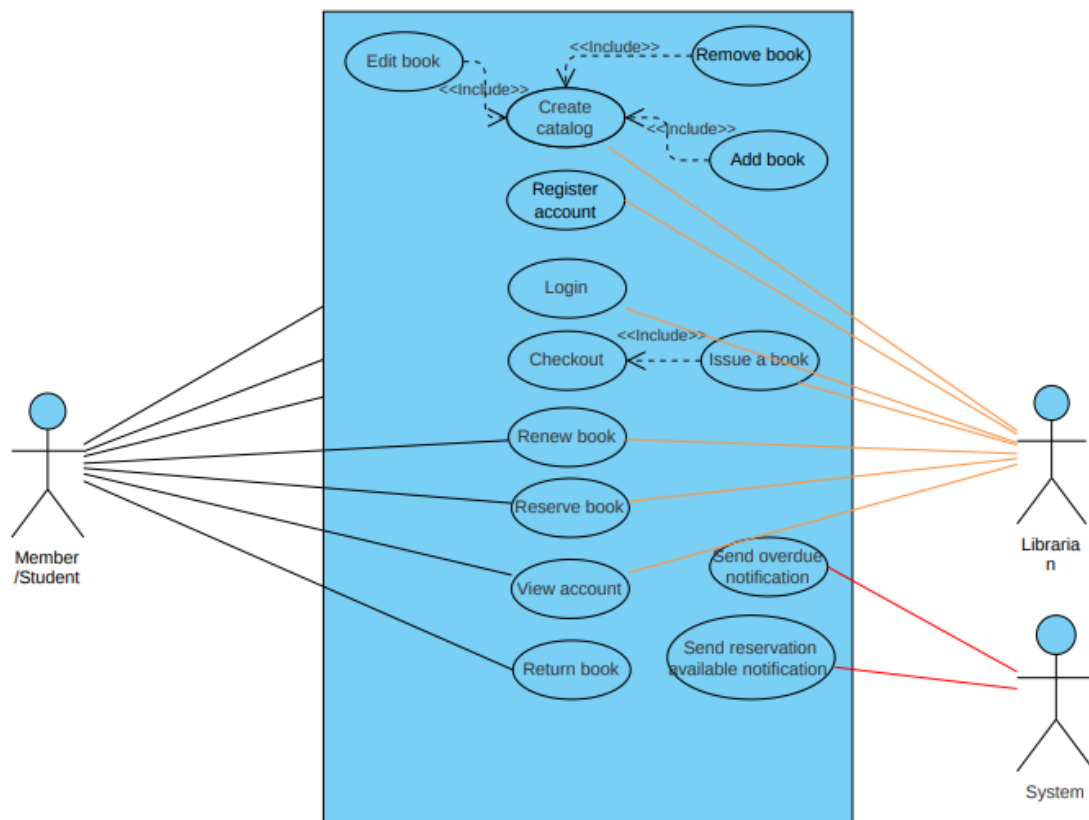 Edit book
<<Include>>
Remove book
<<Include>>
Create
catalog
<<Include>>
Add book
Register
account
Login
<<Include>>
Checkout
Issue a book
Renew book
Reserve book
Member
/Student
Libraria
n
Send overdue
notification
View account
Send reservation
available notification
Return book
System